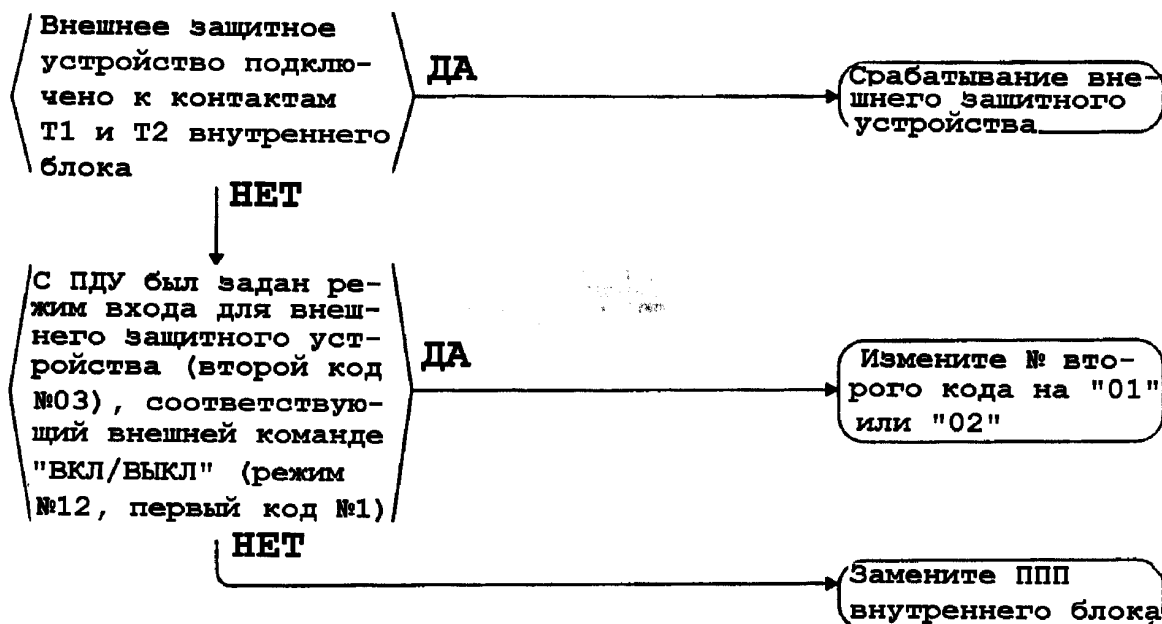 Внешнее защитное
устройство подклю-
чено к контактам
Т1 и Т2 внутреннего
блока
ДА
Срабатывание вне-
шнего защитного
устройства
НЕТ
С ПДУ был задан ре-
жим входа для внеш-
него защитного уст-
ройства (второй код
№03), соответствую-
щий внешней команде
"ВКЛ/ВЫКЛ" (режим
№12, первый код №1)
ДА
Измените № вто-
рого кода на "01"
или "02"
НЕТ
Замените ППП
внутреннего блока